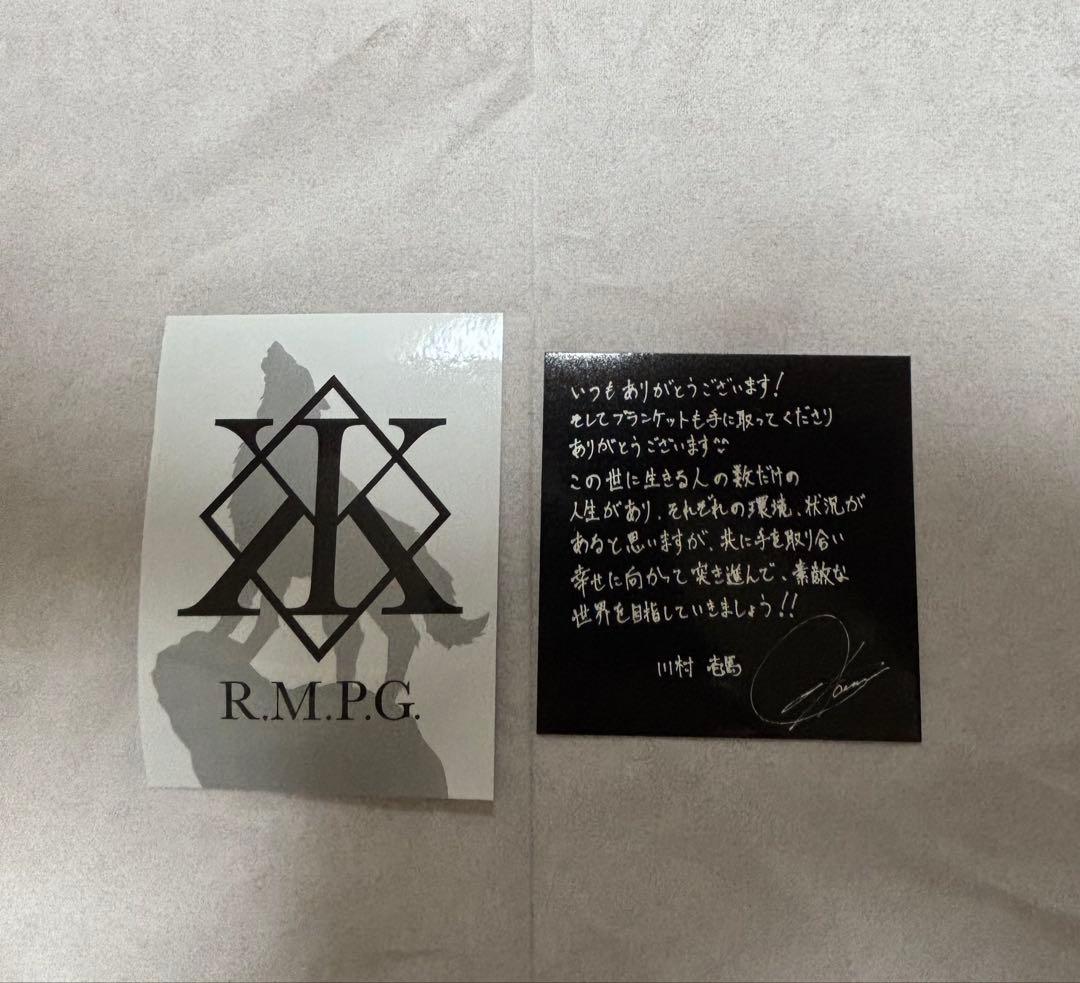 R.M.P.G.
いつもありがとうございます!
そしてブランケットも手に取ってくださり
ありがとうございます^^
この世に生きる人の数だけの
人生があり、それぞれの環境、状況が
あると思いますが、共に手を取り合い
幸せに向かって突き進んで、素敵な
世界を目指していきましょう!!
川村 壱馬